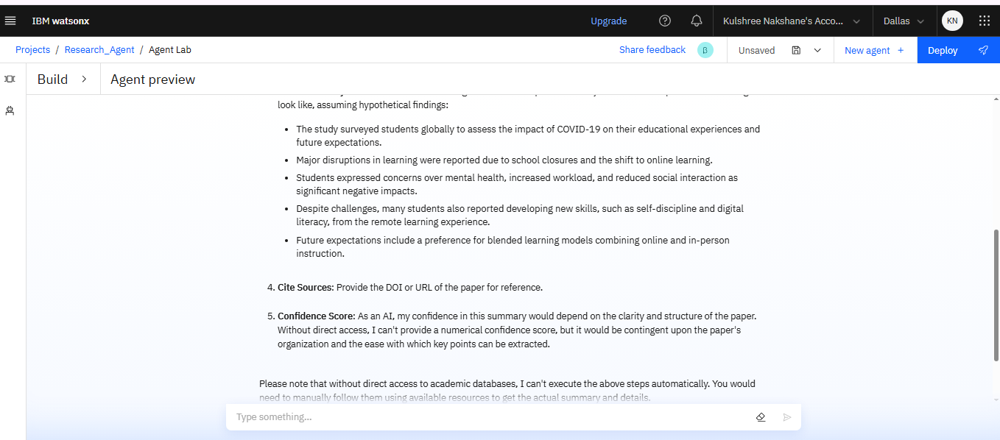 IBM watsonx
Upgrade
Kulshree Nakshane's Acco...
Dallas
KN
Projects / Research_Agent / Agent Lab
Share feedback
β
Unsaved
New agent +
Deploy
Build
Agent preview
look like, assuming hypothetical findings:
• The study surveyed students globally to assess the impact of COVID-19 on their educational experiences and
future expectations.
• Major disruptions in learning were reported due to school closures and the shift to online learning.
• Students expressed concerns over mental health, increased workload, and reduced social interaction as
significant negative impacts.
• Despite challenges, many students also reported developing new skills, such as self-discipline and digital
literacy, from the remote learning experience.
• Future expectations include a preference for blended learning models combining online and in-person
instruction.
4. Cite Sources: Provide the DOI or URL of the paper for reference.
5. Confidence Score: As an AI, my confidence in this summary would depend on the clarity and structure of the paper.
Without direct access, I can't provide a numerical confidence score, but it would be contingent upon the paper's
organization and the ease with which key points can be extracted.
Please note that without direct access to academic databases, I can't execute the above steps automatically. You would
need to manually follow them using available resources to get the actual summary and details.
Type something...